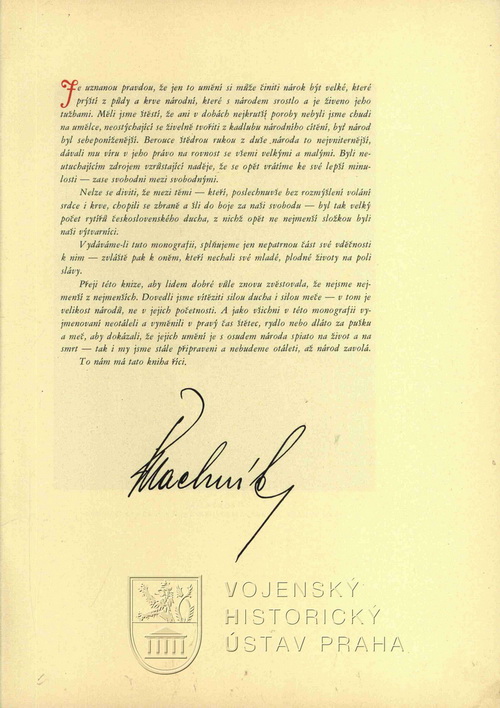 Je uznanou pravdou, že jen to umění si může činiti nárok být velké, které
prýští z půdy a krve národní, které s národem srostlo a je živeno jeho
tužbami. Měli jsme štěstí, že ani v dobách nejkrutší poroby nebyli jsme chudi
na umělce, neostýchající se živelně tvořiti z kadlubu národního cítění, byť národ
byl sebeponíženější. Berouce štědrou rukou z duše národa to nejvniternější,
dávali mu víru v jeho právo na rovnost se všemi velkými a malými. Byli ne-
utuchajícím zdrojem vzrůstající naděje, že se opět vrátíme ke své lepší minu-
losti — zase svobodni mezi svobodnými.
Nelze se diviti, že mezi těmi — kteří, poslechnuvše bez rozmýšlení volání
srdce i krve, chopili se zbraně a šli do boje za naši svobodu — byl tak velký
počet rytířů československého ducha, z nichž opět ne nejmenší složkou byli
naši výtvarníci.
Vydáváme-li tuto monografii, splňujeme jen nepatrnou část své vděčnosti
k nim — zvláště pak k oněm, kteří nechali své mladé, plodné životy na poli
slávy.
Přeji této knize, aby lidem dobré vůle znovu zvěstovala, že nejsme nej-
menší z nejmenších. Dovedli jsme vítěziti silou ducha i silou meče — v tom je
velikost národů, ne v jejich početnosti. A jako všichni v této monografii vy-
jmenovaní neotáleli a vyměnili v pravý čas štětec, rydlo nebo dláto za pušku
a meč, aby dokázali, že jejich umění je s osudem národa spiato na život a na
smrt — tak i my jsme stále připraveni a nebudeme otáleti, až národ zavolá.
To nám má tato kniha říci.
Machník
VOJENSKÝ
HISTORICKÝ
ÚSTAV PRAHA